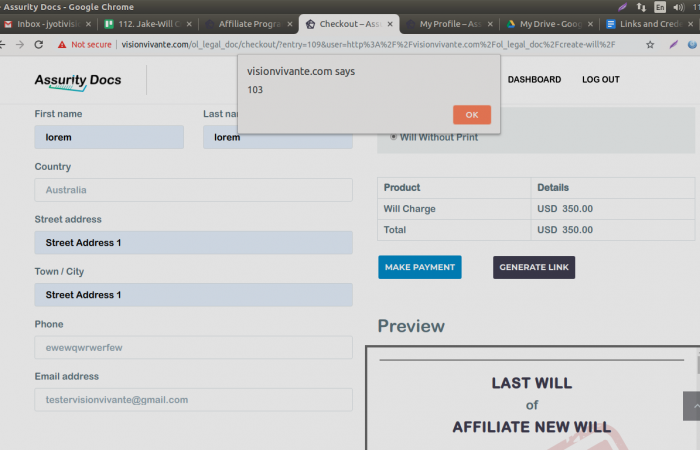 Assurity Docs - Google Chrome
Inbox - jyotivisi
112. Jake-Will C
Affiliate Progra
Checkout – Ass
My Profile – Ass
My Drive - Goog
Links and Crede
En
Not secure visionvivante.com/ol_legal_doc/checkout/?entry=109&user=http%3A%2F%2Fvisionvivante.com%2Fol_legal_doc%2Fcreate-will%2F
Assurity Docs
DASHBOARD
LOG OUT
visionvivante.com says
103
OK
First name
Last nam
lorem
lorem
Will Without Print
Country
Australia
Street address
Street Address 1
Town / City
Street Address 1
Phone
ewewqwrwerfew
Email address
testervisionvivante@gmail.com
Product Details
Will Charge USD 350.00
Total USD 350.00
MAKE PAYMENT
GENERATE LINK
Preview
LAST WILL
of
AFFILIATE NEW WILL